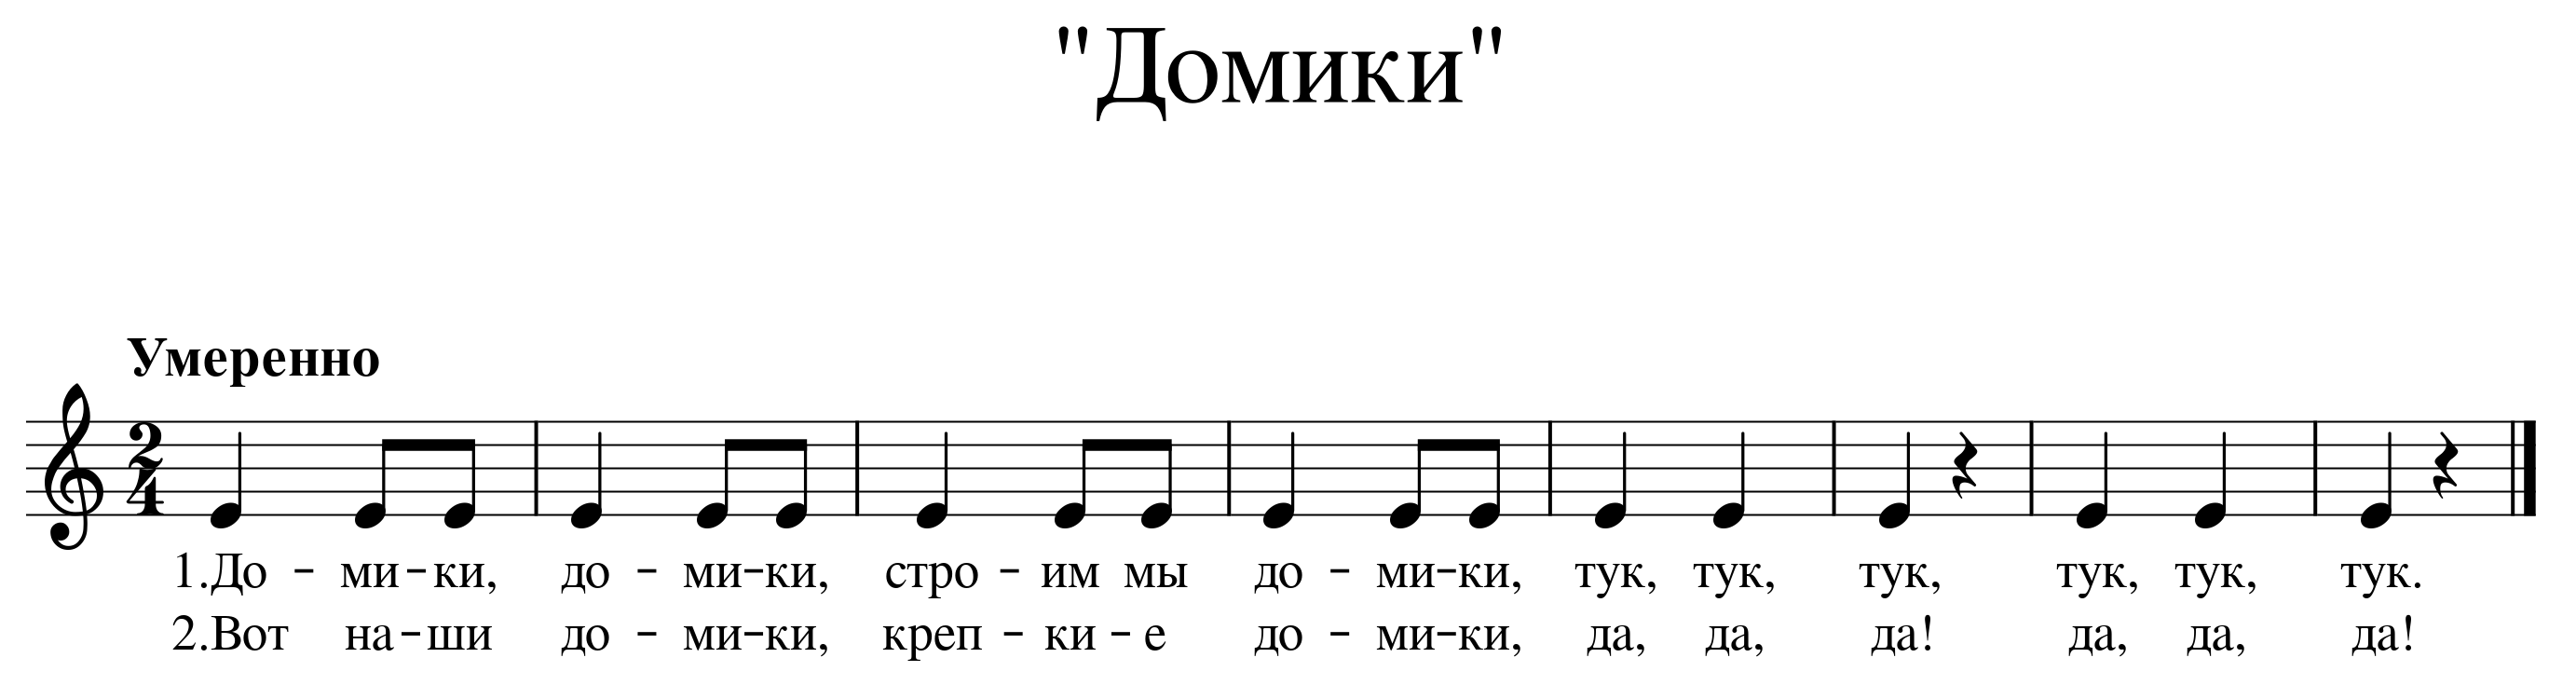 "Домики"
Умеренно
1.До - ми-ки, до - ми-ки, стро - им мы до - ми-ки, тук, тук, тук, тук, тук, тук.
2.Вот на-ши до - ми-ки, креп - ки - е до - ми-ки, да, да, да! да, да, да!